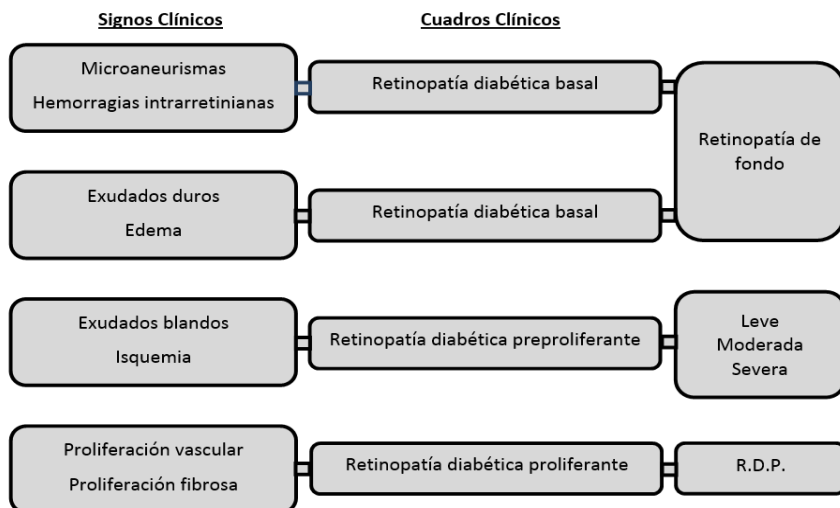 Signos Clínicos
Cuadros Clínicos
Microaneurismas
Hemorragias intrarretinianas
Retinopatía diabética basal
Retinopatía de
fondo
Exudados duros
Edema
Retinopatía diabética basal
Exudados blandos
Isquemia
Retinopatía diabética preproliferante
Leve
Moderada
Severa
Proliferación vascular
Proliferación fibrosa
Retinopatía diabética proliferante
R.D.P.